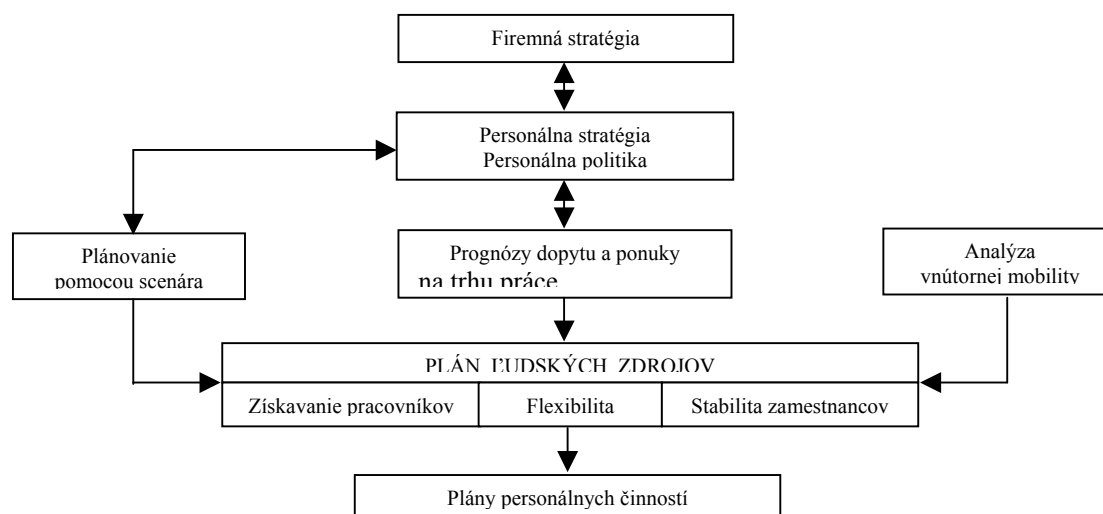 Firemná stratégia
Personálna stratégia
Personálna politika
Plánovanie
pomocou scenára
Prognózy dopytu a ponuky
na trhu práce
Analýza
vnútornej mobility
PLÁN ĽUDSKÝCH ZDROJOV
Získavanie pracovníkov
Flexibilita
Stabilita zamestnancov
Plány personálnych činností